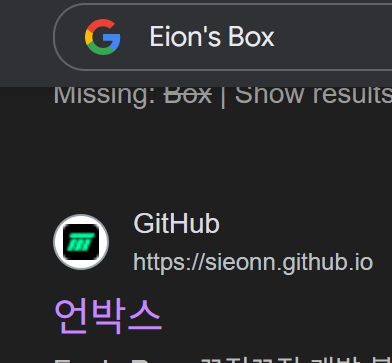 Eion's Box
Missing: Box | Show results
GitHub
https://sieonn.github.io
언박스